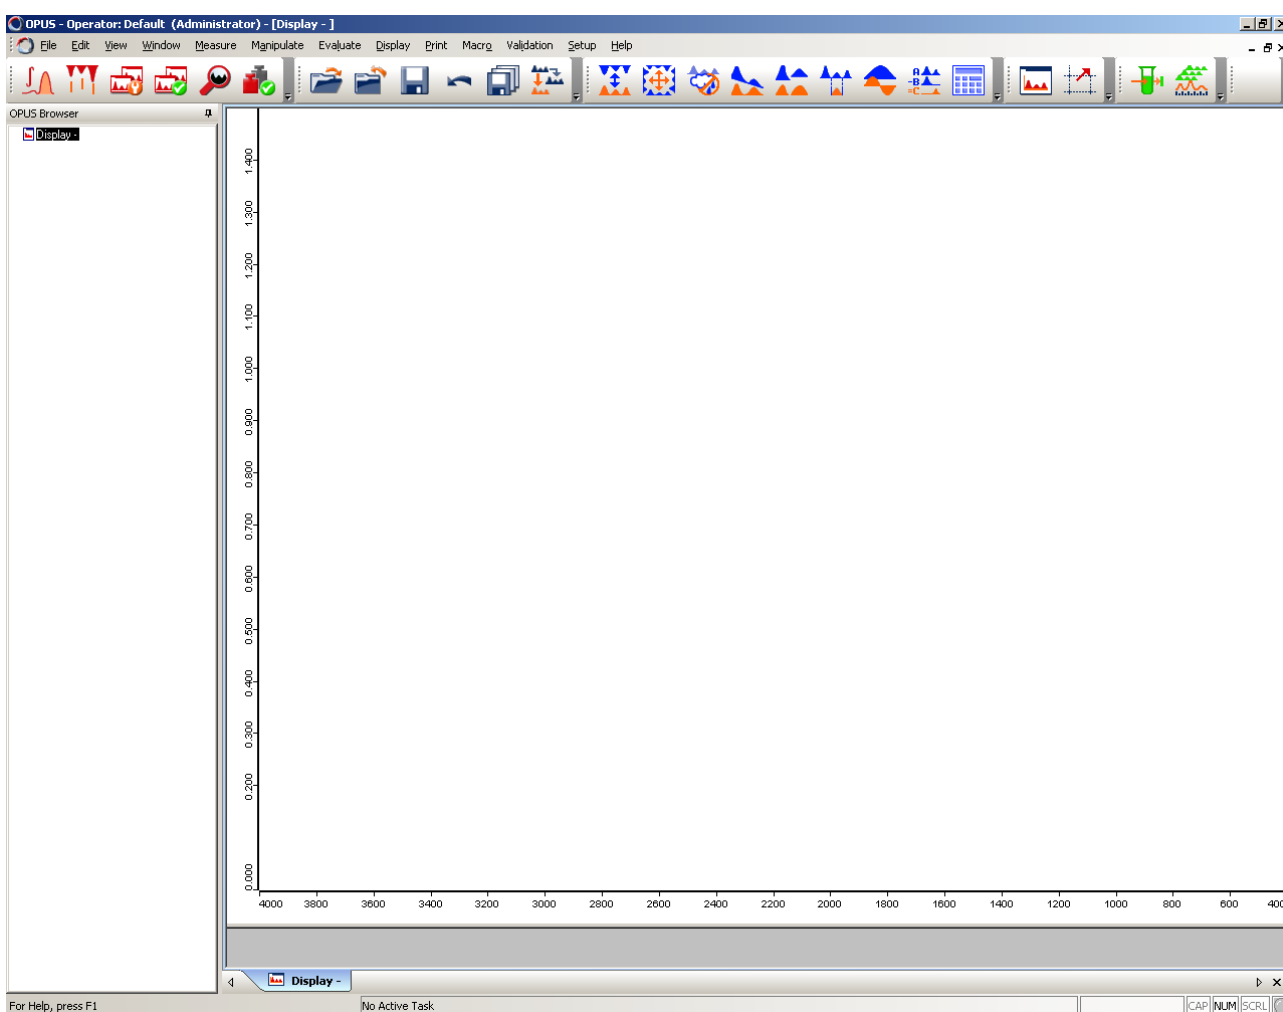 OPUS - Operator: Default (Administrator) - [Display - ]
File Edit View Window Measure Manipulate Evaluate Display Print Macro Validation Setup Help
-A
-B
=C
OPUS Browser
Display -
1.400
1.300
1.200
1.100
1.000
0.900
0.800
0.700
0.600
0.500
0.400
0.300
0.200
0.000
4000 3800 3600 3400 3200 3000 2800 2600 2400 2200 2000 1800 1600 1400 1200 1000 800 600 400
Display -
For Help, press F1 No Active Task CAP NUM SCRL